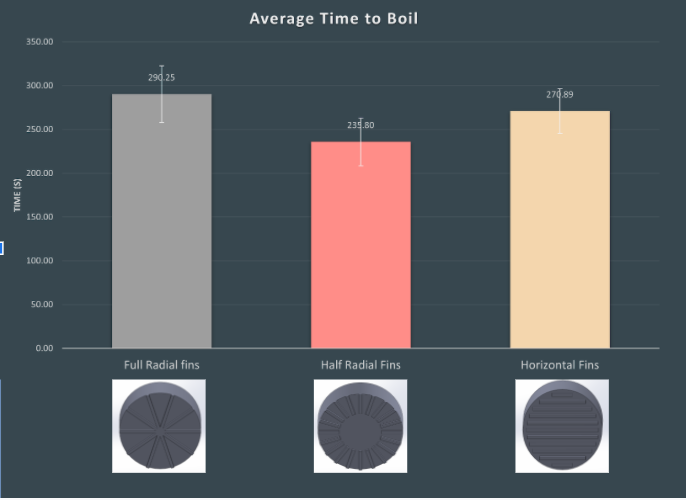 Average Time to Boil
350.00
300.00
250.00
200.00
150.00
100.00
50.00
0.00
TIME (S)
290.25
235.80
270.89
Full Radial fins
Half Radial Fins
Horizontal Fins